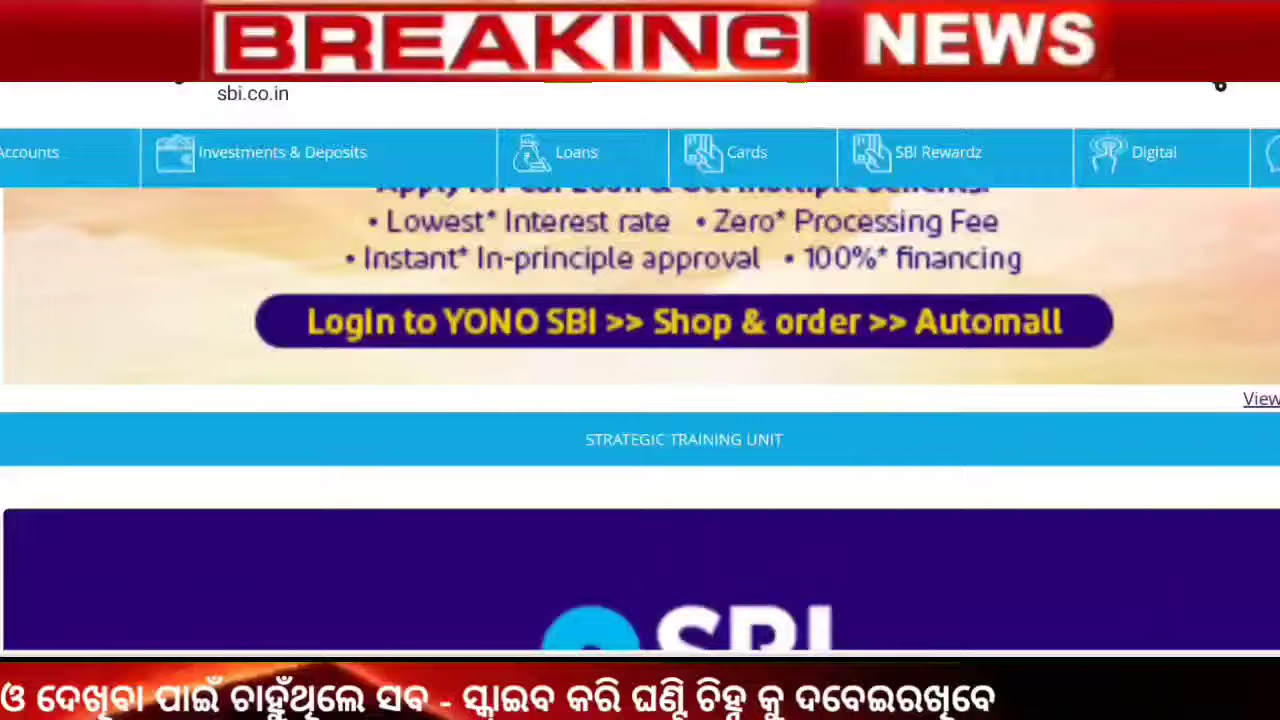 BREAKING NEWS
sbi.co.in
Accounts
Investments & Deposits
Loans
Cards
SBI Rewardz
Digital
• Lowest* Interest rate • Zero* Processing Fee
• Instant* In-principle approval • 100%* financing
LogIn to YONO SBI >> Shop & order >> Automall
View
STRATEGIC TRAINING UNIT
SBI
ଓ ଦେଖିବା ପାଇଁ ଚାହୁଁଥିଲେ ସବ - ସ୍କ୍ରାଇବ କରି ଘଣ୍ଟି ଚିହ୍ନ କୁ ଦବେଇରଖିବେ